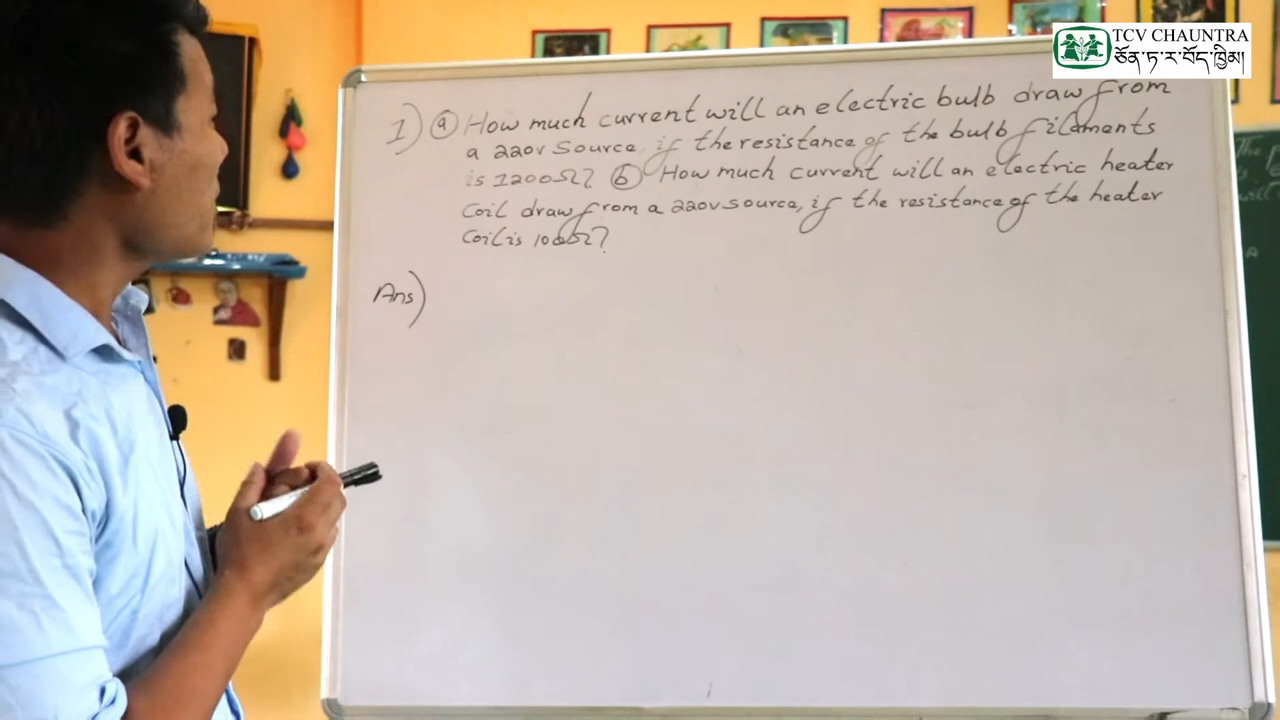 TCV CHAUNTRA
ཅོན་ཏ་ར་བོད་ཁྱིམ།
1) ⓐ How much current will an electric bulb draw from
a 220v source, if the resistance of the bulb filaments
is 1200Ω? ⓑ How much current will an electric heater
Coil draw from a 220v source, if the resistance of the heater
Coil is 100Ω?
Ans)